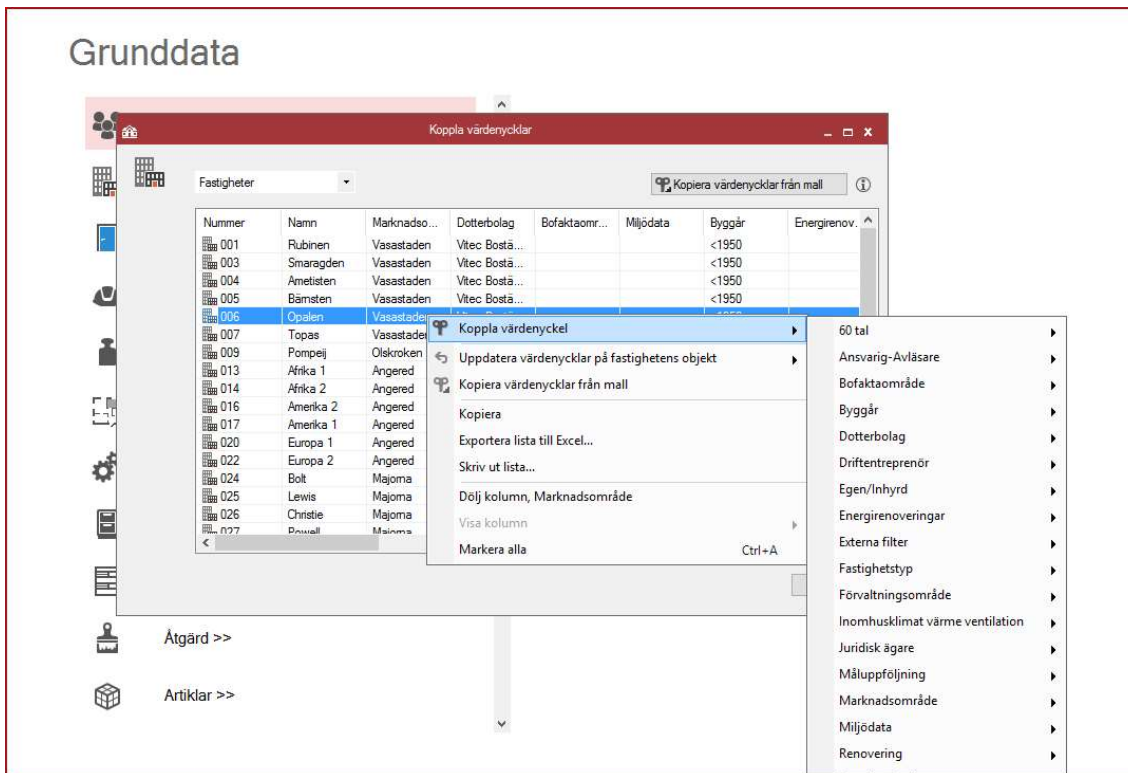 Grunddata
Koppla värdenycklar
Fastigheter
Kopiera värdenycklar från mall
Nummer Namn Marknadso... Dotterbolag Bofaktaomr... Miljödata Byggår Energirenov.
001 Rubinen Vasastaden Vitec Bostä... <1950
003 Smaragden Vasastaden Vitec Bostä... <1950
004 Ametisten Vasastaden Vitec Bostä... <1950
005 Bärnsten Vasastaden Vitec Bostä... <1950
006 Opalen Vasastaden
007 Topas
009 Pompeij Olskroken
013 Afrika 1 Angered
014 Afrika 2 Angered
016 Amerika 2 Angered
017 Amerika 1 Angered
020 Europa 1 Angered
022 Europa 2 Angered
024 Bolt Majorna
025 Lewis Majorna
026 Christie Majorna
027 Powell Majorna
Koppla värdenyckel
Uppdatera värdenycklar på fastighetens objekt
Kopiera värdenycklar från mall
Kopiera
Exportera lista till Excel...
Skriv ut lista...
Dölj kolumn, Marknadsområde
Visa kolumn
Markera alla Ctrl+A
60 tal
Ansvarig-Avläsare
Bofaktaområde
Byggår
Dotterbolag
Driftentreprenör
Egen/Inhyrd
Energirenoveringar
Externa filter
Fastighetstyp
Förvaltningsområde
Inomhusklimat värme ventilation
Juridisk ägare
Måluppföljning
Marknadsområde
Miljödata
Renovering
Åtgärd >>
Artiklar >>